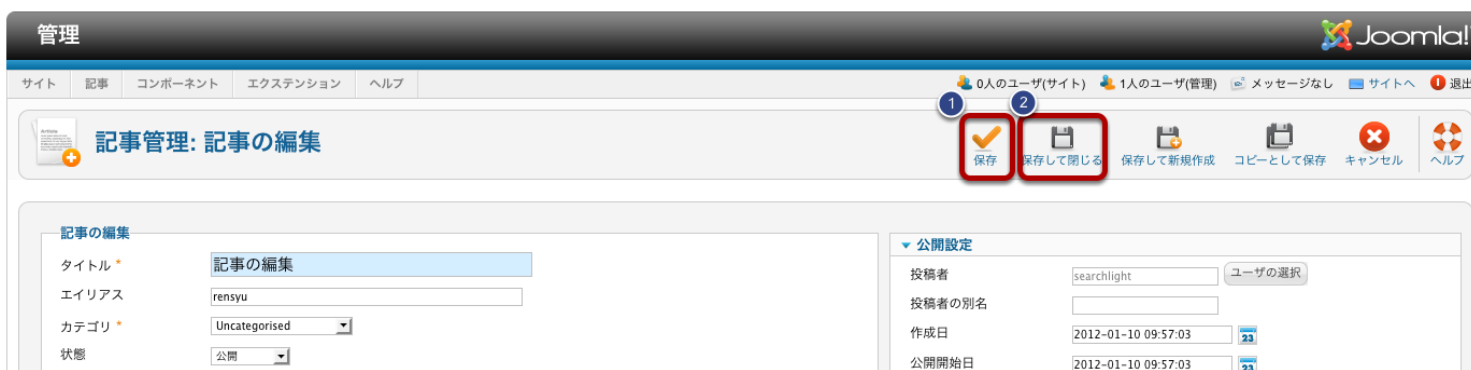 管理
Joomla!
サイト 記事 コンポーネント エクステンション ヘルプ 0人のユーザ(サイト) 1人のユーザ(管理) メッセージなし サイトへ 退出
1 2
記事管理: 記事の編集
保存 保存して閉じる 保存して新規作成 コピーとして保存 キャンセル ヘルプ
記事の編集
タイトル * 記事の編集
エイリアス rensyu
カテゴリ * Uncategorised
状態 公開
公開設定
投稿者 searchlight ユーザの選択
投稿者の別名
作成日 2012-01-10 09:57:03 23
公開開始日 2012-01-10 09:57:03 23